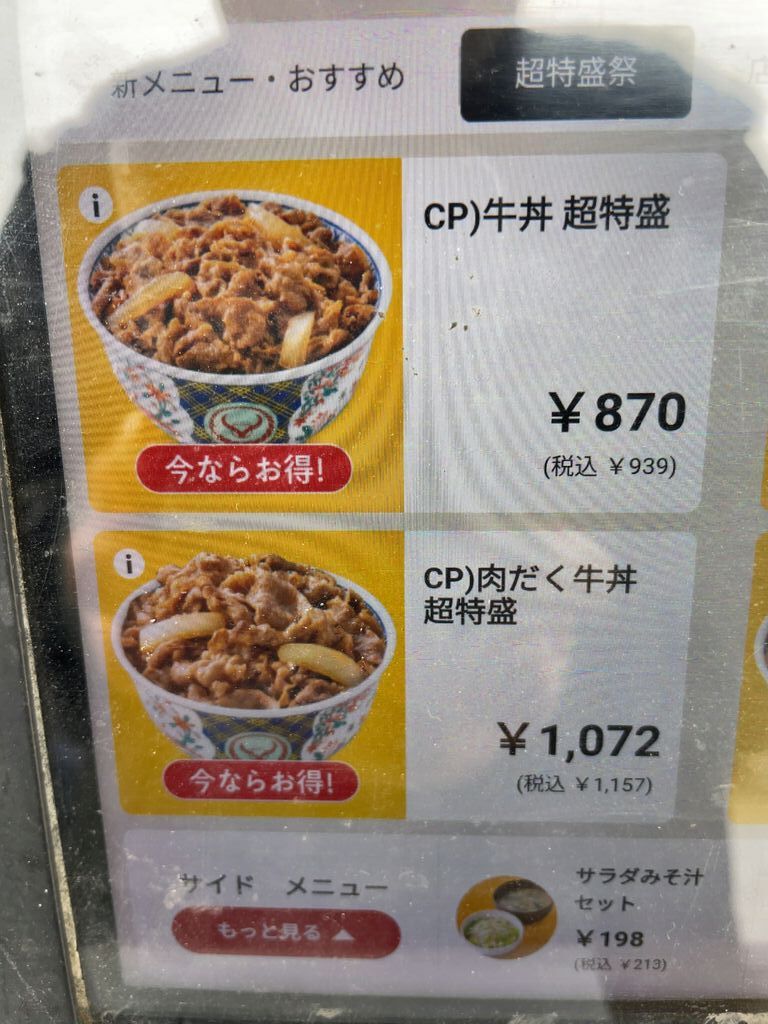 新メニュー・おすすめ
超特盛祭
店
i
CP)牛丼 超特盛
¥870
(税込 ¥939)
今ならお得!
i
CP)肉だく牛丼
超特盛
¥1,072
(税込 ¥1,157)
今ならお得!
サイド メニュー
もっと見る ▲
サラダみそ汁
セット
¥198
(税込 ¥213)